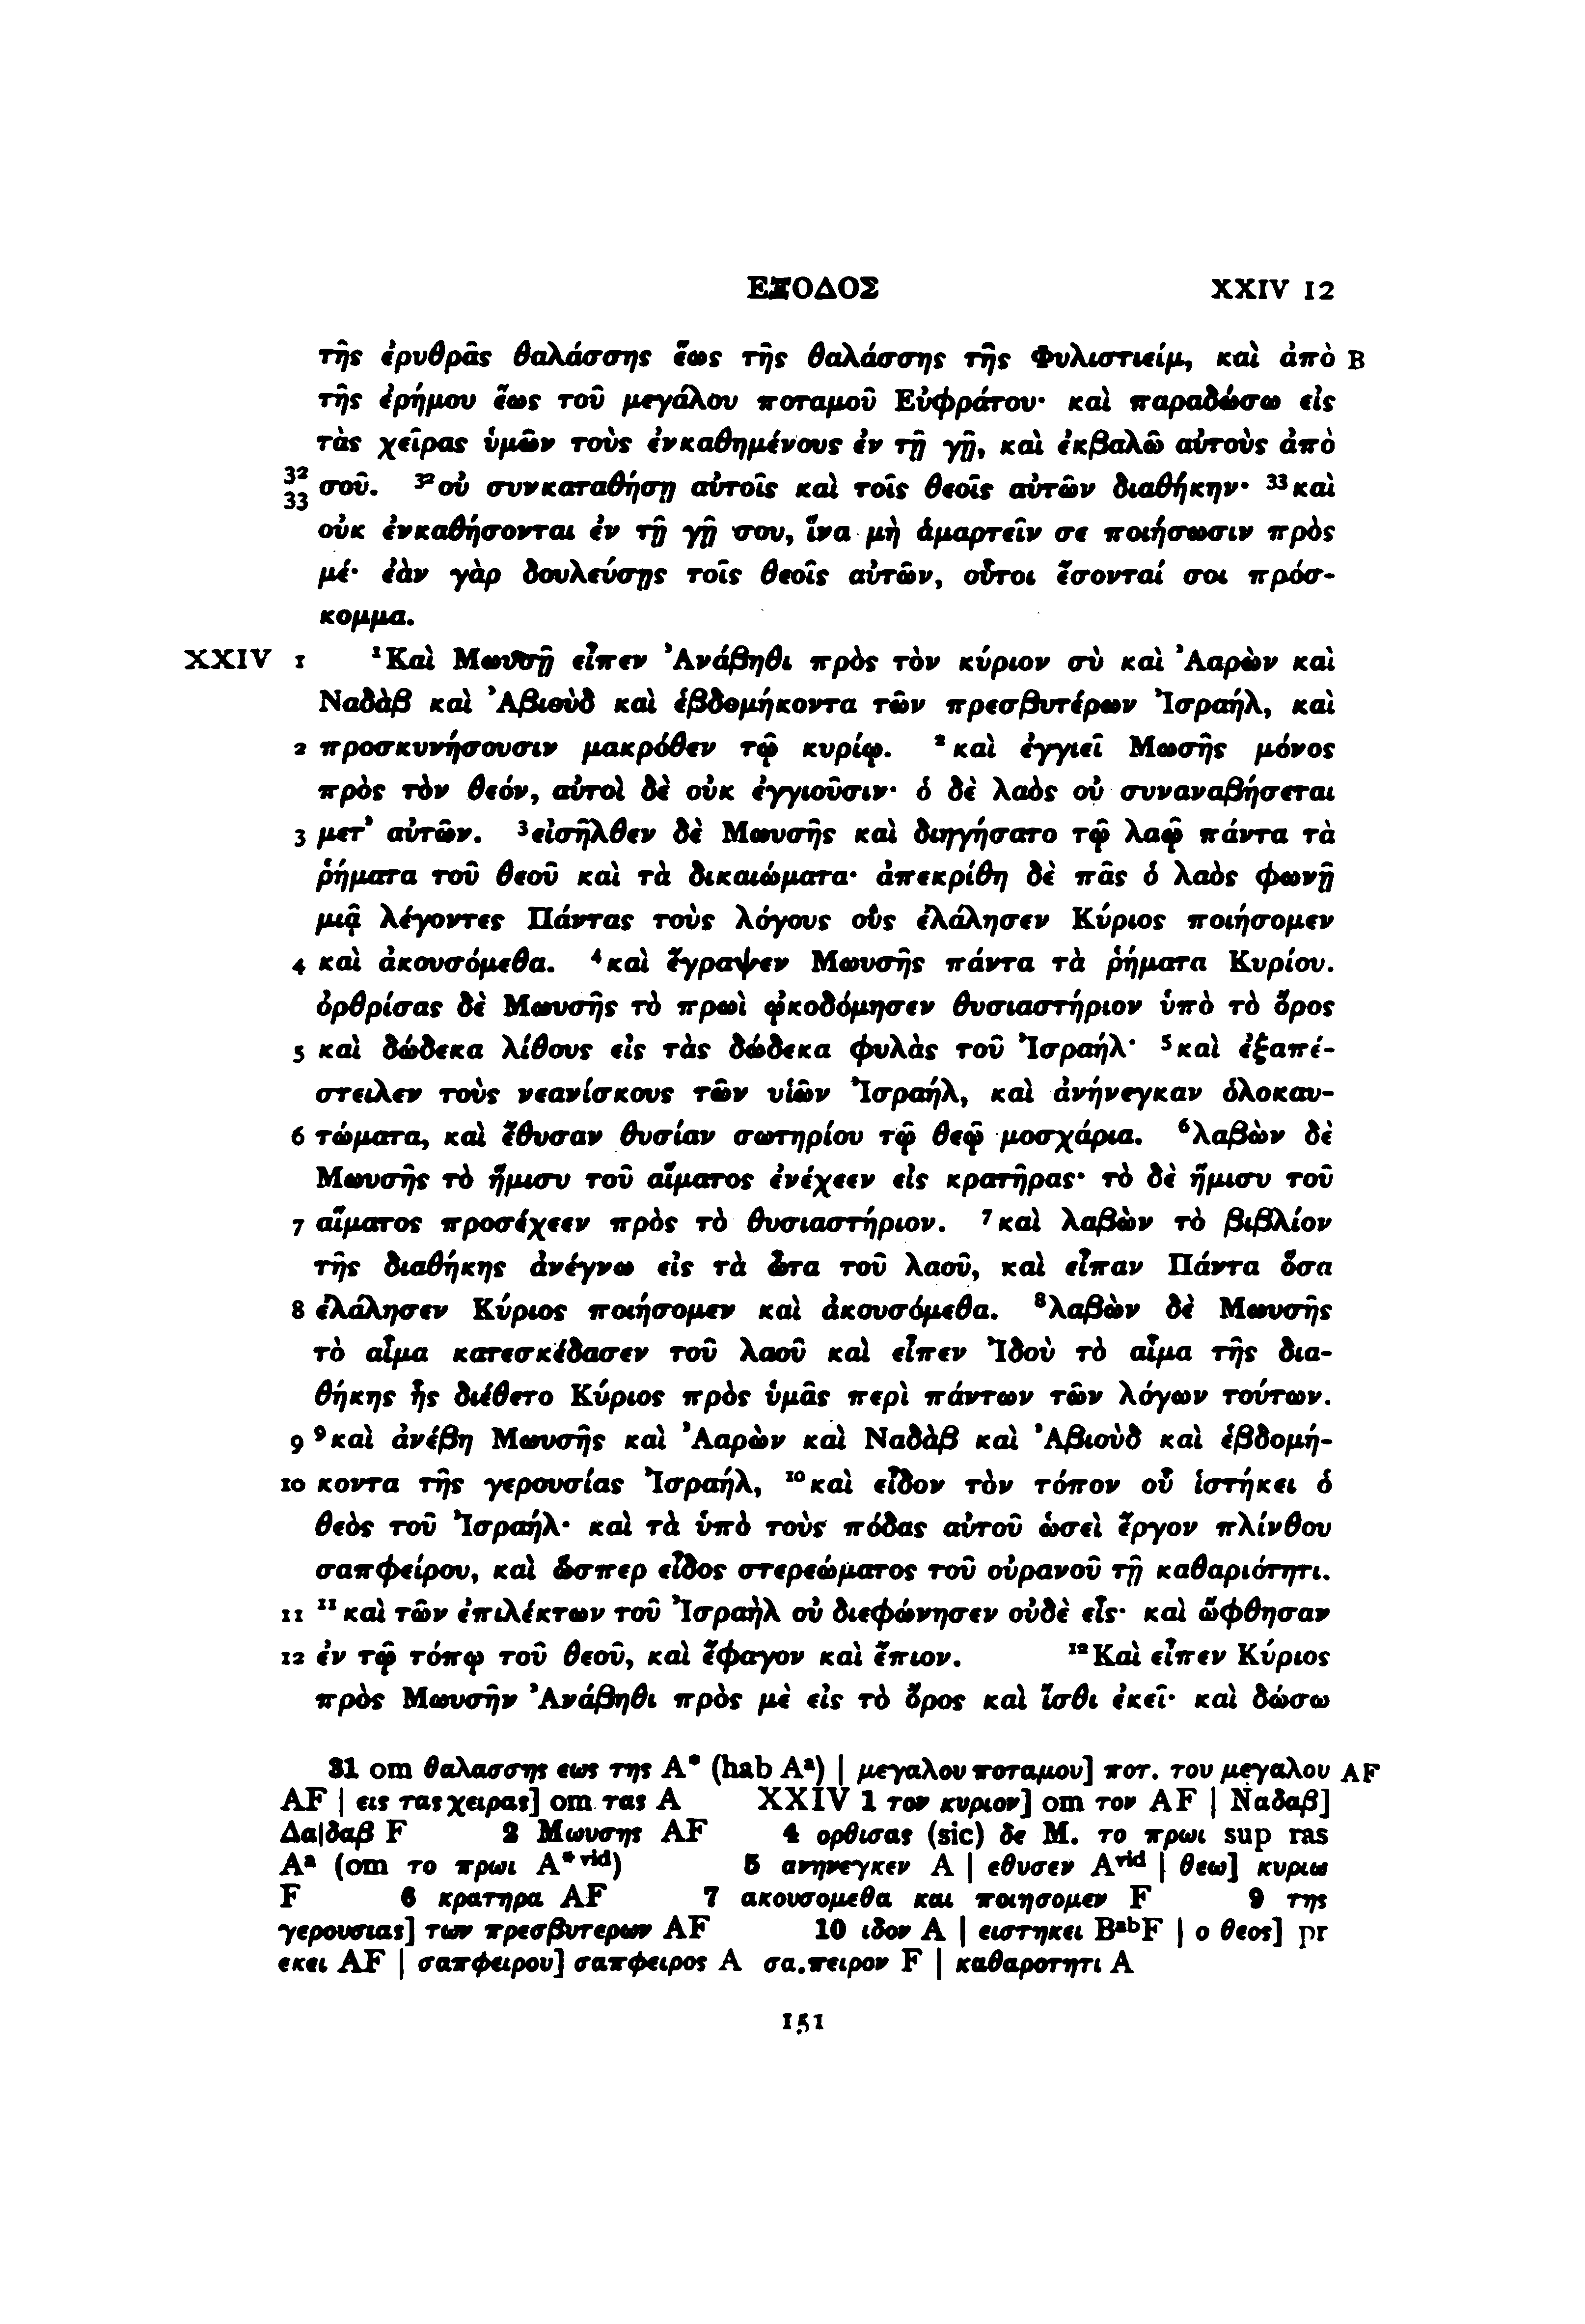 ΕΞΟΔΟΣ XXIV 12
τῆς ἐρυθρᾶς θαλάσσης ἕως τῆς θαλάσσης τῆς Φυλιστιείμ, καὶ ἀπὸ B
τῆς ἐρήμου ἕως τοῦ μεγάλου ποταμοῦ Εὐφράτου· καὶ παραδώσω εἰς
τὰς χεῖρας ὑμῶν τοὺς ἐνκαθημένους ἐν τῇ γῇ, καὶ ἐκβαλῶ αὐτοὺς ἀπὸ
32 33 σοῦ. ³²οὐ συνκαταθήσῃ αὐτοῖς καὶ τοῖς θεοῖς αὐτῶν διαθήκην· ³³καὶ
οὐκ ἐνκαθήσονται ἐν τῇ γῇ σου, ἵνα μὴ ἁμαρτεῖν σε ποιήσωσιν πρὸς
μέ· ἐὰν γὰρ δουλεύσῃς τοῖς θεοῖς αὐτῶν, οὗτοι ἔσονταί σοι πρόσ-
κομμα.
XXIV 1 ¹Καὶ Μωυσῇ εἶπεν Ἀνάβηθι πρὸς τὸν κύριον σὺ καὶ Ἀαρὼν καὶ
Ναδὰβ καὶ Ἀβιοὺδ καὶ ἑβδομήκοντα τῶν πρεσβυτέρων Ἰσραήλ, καὶ
2 προσκυνήσουσιν μακρόθεν τῷ κυρίῳ. ²καὶ ἐγγιεῖ Μωσῆς μόνος
πρὸς τὸν θεόν, αὐτοὶ δὲ οὐκ ἐγγιοῦσιν· ὁ δὲ λαὸς οὐ συναναβήσεται
3 μετ’ αὐτῶν. ³εἰσῆλθεν δὲ Μωυσῆς καὶ διηγήσατο τῷ λαῷ πάντα τὰ
ῥήματα τοῦ θεοῦ καὶ τὰ δικαιώματα· ἀπεκρίθη δὲ πᾶς ὁ λαὸς φωνῇ
μιᾷ λέγοντες Πάντας τοὺς λόγους οὓς ἐλάλησεν Κύριος ποιήσομεν
4 καὶ ἀκουσόμεθα. ⁴καὶ ἔγραψεν Μωυσῆς πάντα τὰ ῥήματα Κυρίου.
ὀρθρίσας δὲ Μωυσῆς τὸ πρωὶ ᾠκοδόμησεν θυσιαστήριον ὑπὸ τὸ ὄρος
5 καὶ δώδεκα λίθους εἰς τὰς δώδεκα φυλὰς τοῦ Ἰσραήλ· ⁵καὶ ἐξαπέ-
στειλεν τοὺς νεανίσκους τῶν υἱῶν Ἰσραήλ, καὶ ἀνήνεγκαν ὁλοκαυ-
6 τώματα, καὶ ἔθυσαν θυσίαν σωτηρίου τῷ θεῷ μοσχάρια. ⁶λαβὼν δὲ
Μωυσῆς τὸ ἥμισυ τοῦ αἵματος ἐνέχεεν εἰς κρατῆρας· τὸ δὲ ἥμισυ τοῦ
7 αἵματος προσέχεεν πρὸς τὸ θυσιαστήριον. ⁷καὶ λαβὼν τὸ βιβλίον
τῆς διαθήκης ἀνέγνω εἰς τὰ ὦτα τοῦ λαοῦ, καὶ εἶπαν Πάντα ὅσα
8 ἐλάλησεν Κύριος ποιήσομεν καὶ ἀκουσόμεθα. ⁸λαβὼν δὲ Μωυσῆς
τὸ αἷμα κατεσκέδασεν τοῦ λαοῦ καὶ εἶπεν Ἰδοὺ τὸ αἷμα τῆς δια-
θήκης ἧς διέθετο Κύριος πρὸς ὑμᾶς περὶ πάντων τῶν λόγων τούτων.
9 ⁹καὶ ἀνέβη Μωυσῆς καὶ Ἀαρὼν καὶ Ναδὰβ καὶ Ἀβιοὺδ καὶ ἑβδομή-
10 κοντα τῆς γερουσίας Ἰσραήλ, ¹⁰καὶ εἶδον τὸν τόπον οὗ ἱστήκει ὁ
θεὸς τοῦ Ἰσραήλ· καὶ τὰ ὑπὸ τοὺς πόδας αὐτοῦ ὡσεὶ ἔργον πλίνθου
σαπφείρου, καὶ ὥσπερ εἶδος στερεώματος τοῦ οὐρανοῦ τῇ καθαριότητι.
11 ¹¹καὶ τῶν ἐπιλέκτων τοῦ Ἰσραὴλ οὐ διεφώνησεν οὐδὲ εἷς· καὶ ὤφθησαν
12 ἐν τῷ τόπῳ τοῦ θεοῦ, καὶ ἔφαγον καὶ ἔπιον. ¹²Καὶ εἶπεν Κύριος
πρὸς Μωυσῆν Ἀνάβηθι πρὸς μὲ εἰς τὸ ὄρος καὶ ἴσθι ἐκεῖ· καὶ δώσω
31 om θαλασσης εως της A* (hab Aᵃ) | μεγαλου ποταμου] ποτ. του μεγαλου AF
AF | εις τας χειρας] om τας A XXIV 1 τον κυριον] om τον AF | Ναδαβ]
Δα|δαβ F 2 Μωυσης AF 4 ορθισας (sic) δε Μ. το πρωι sup ras
Aᵃ (om το πρωι A*ᵛⁱᵈ) 5 ανηνεγκεν A | εθυσεν Aᵛⁱᵈ | θεω] κυριω
F 6 κρατηρα AF 7 ακουσομεθα και ποιησομεν F 9 της
γερουσιας] των πρεσβυτερων AF 10 ιδον A | ειστηκει BᵃᵇF | ο θεος] pr
εκει AF | σαπφειρου] σαπφειρος A σα.πειρον F | καθαροτητι A
151